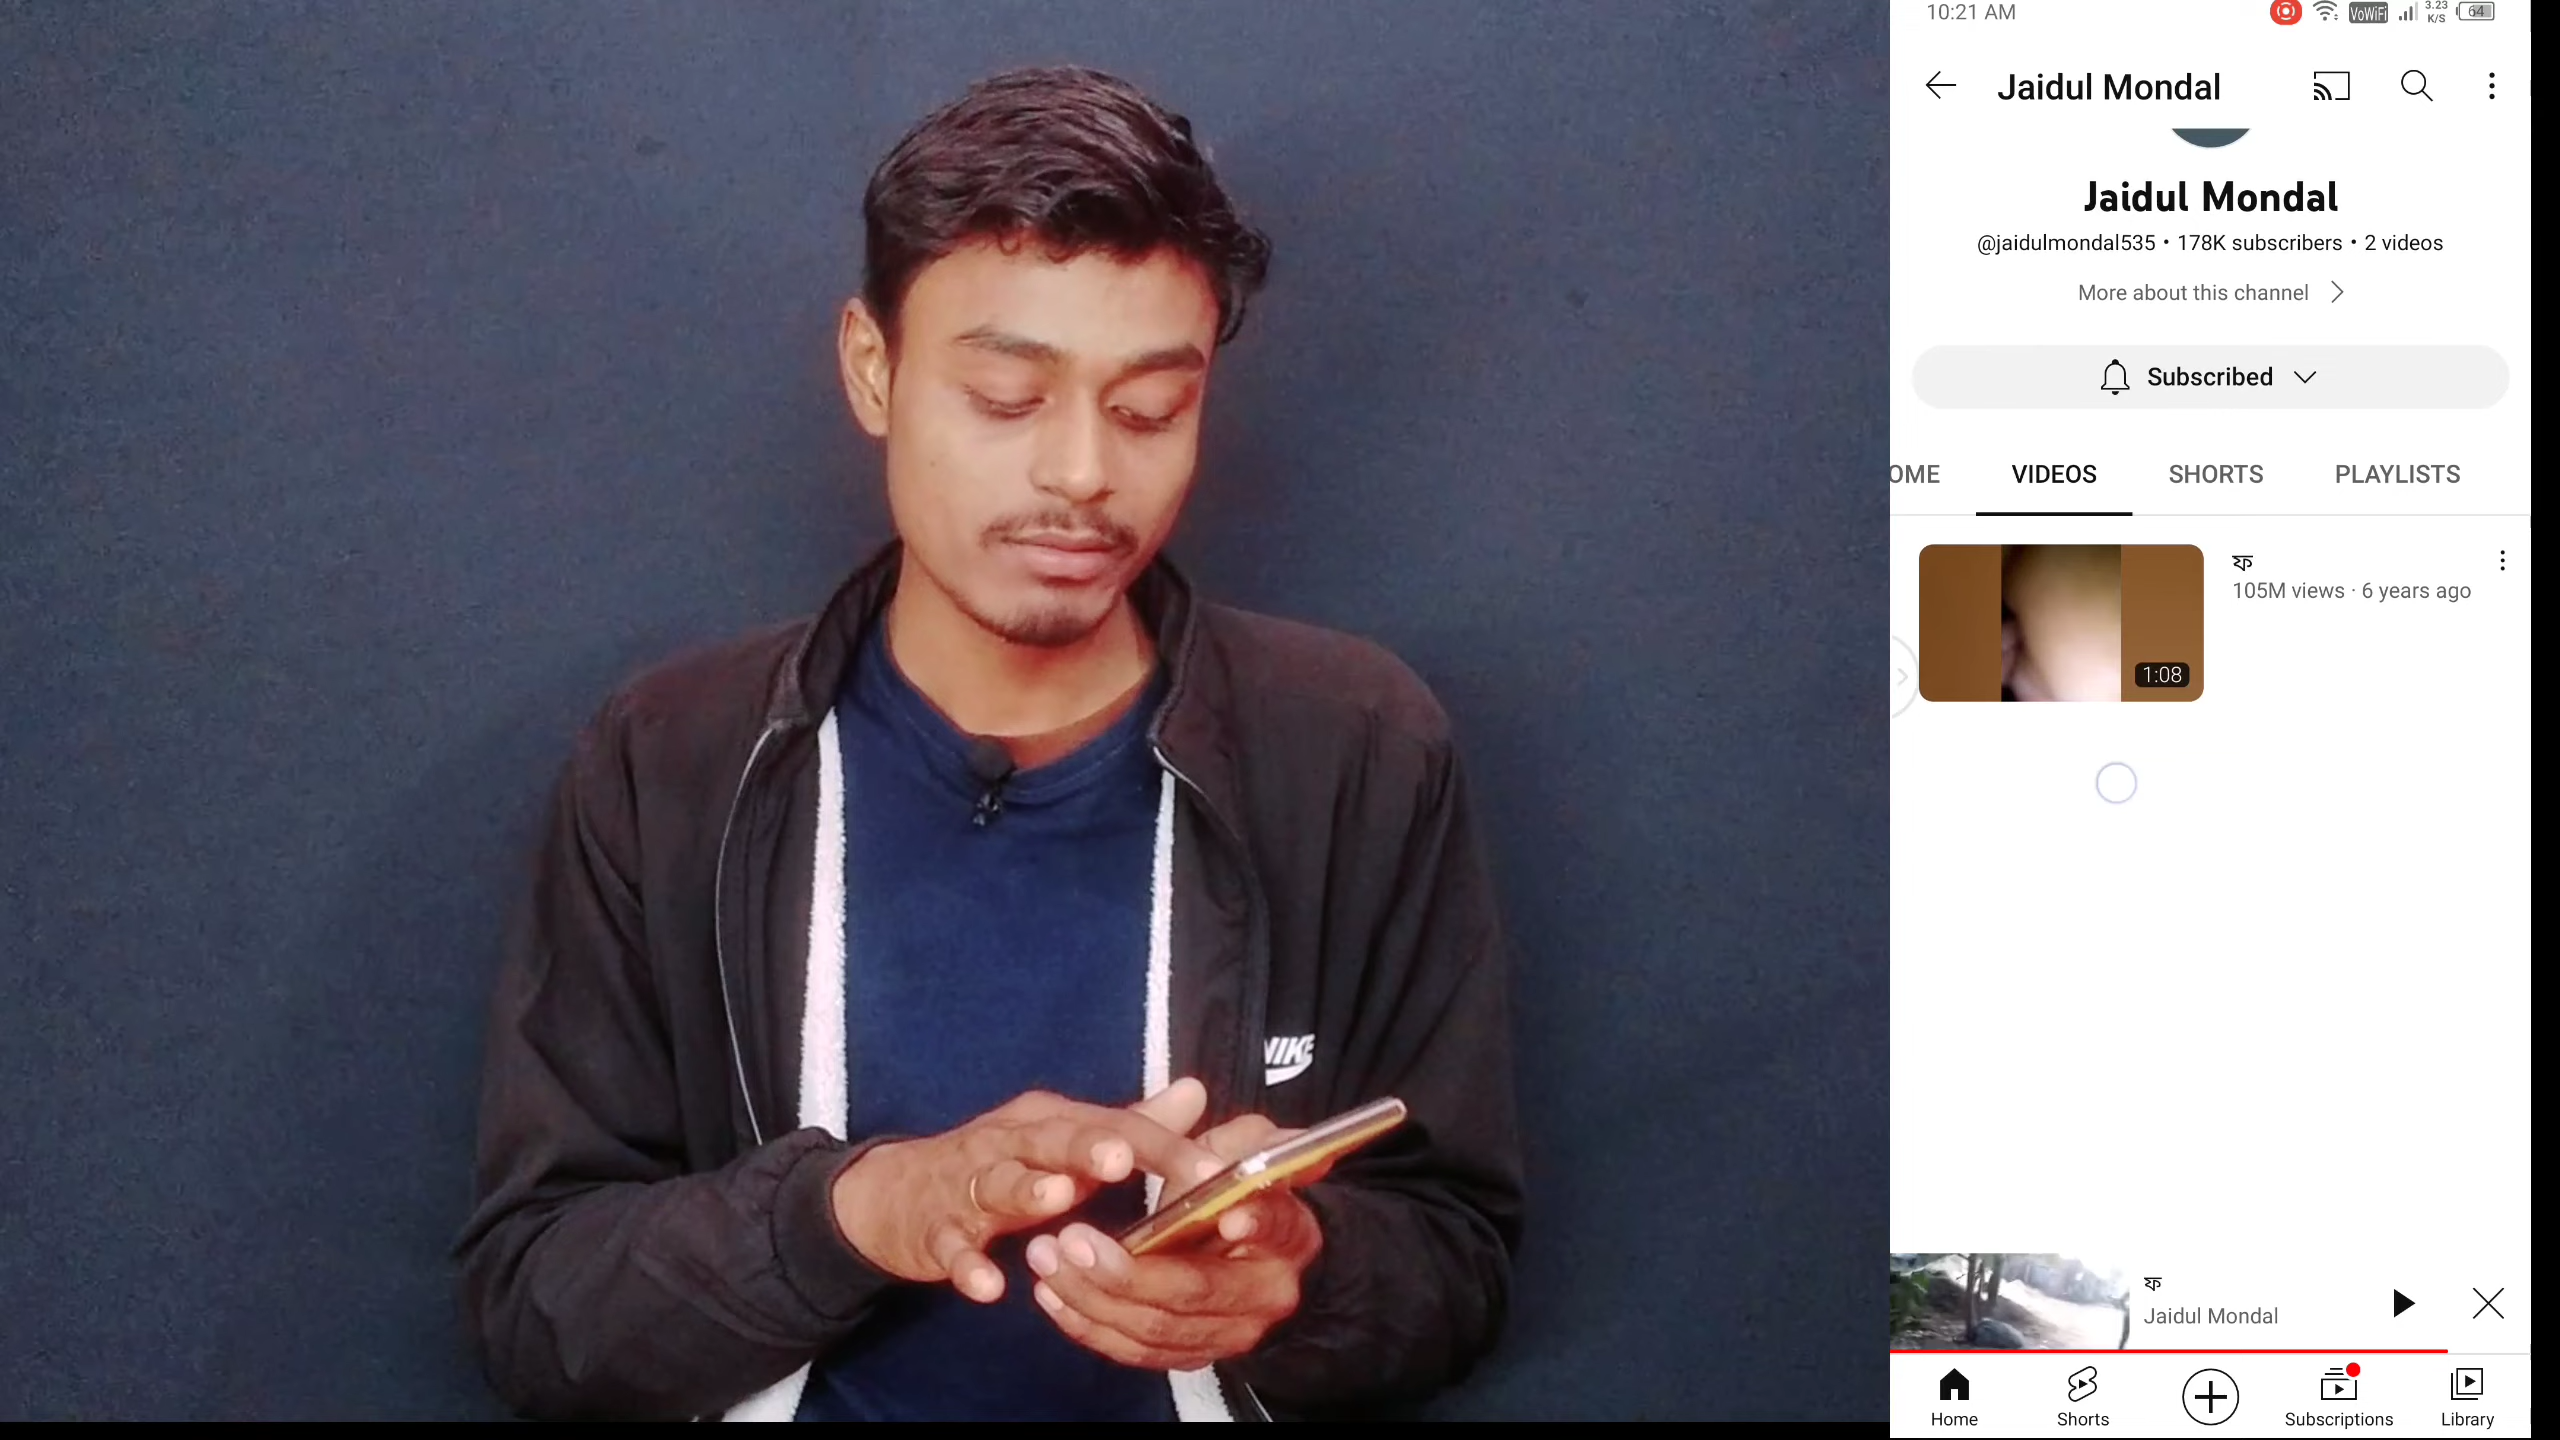 10:21 AM
VoWiFi
3.23
K/S
64
Jaidul Mondal
Jaidul Mondal
@jaidulmondal535 • 178K subscribers • 2 videos
More about this channel
Subscribed
OME
VIDEOS
SHORTS
PLAYLISTS
ফ
105M views · 6 years ago
1:08
NIKE
ফ
Jaidul Mondal
Home
Shorts
Subscriptions
Library